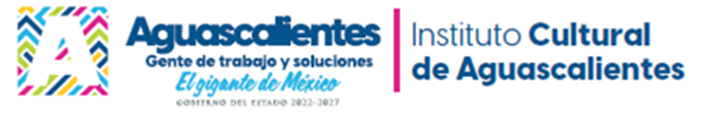 Aguascalientes
Gente de trabajo y soluciones
El gigante de México
GOBIERNO DEL ESTADO 2022-2027
Instituto Cultural
de Aguascalientes